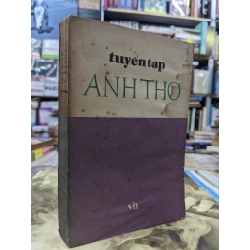 tuyển tập
ANH THƠ
vh